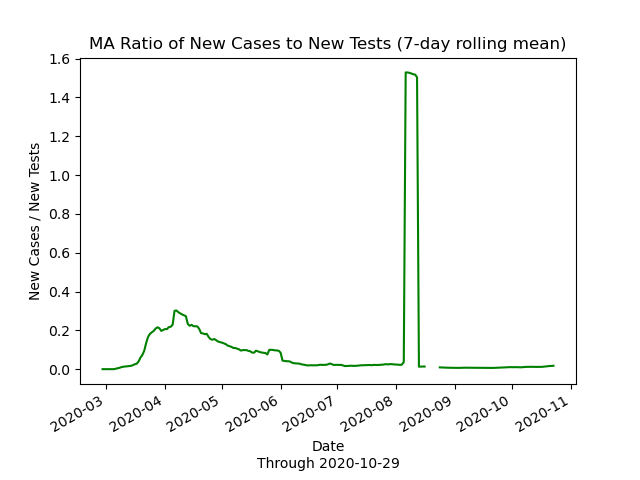 MA Ratio of New Cases to New Tests (7-day rolling mean)
1.6
1.4
1.2
1.0
0.8
0.6
0.4
0.2
0.0
New Cases / New Tests
2020-03 2020-04 2020-05 2020-06 2020-07 2020-08 2020-09 2020-10 2020-11
Date
Through 2020-10-29